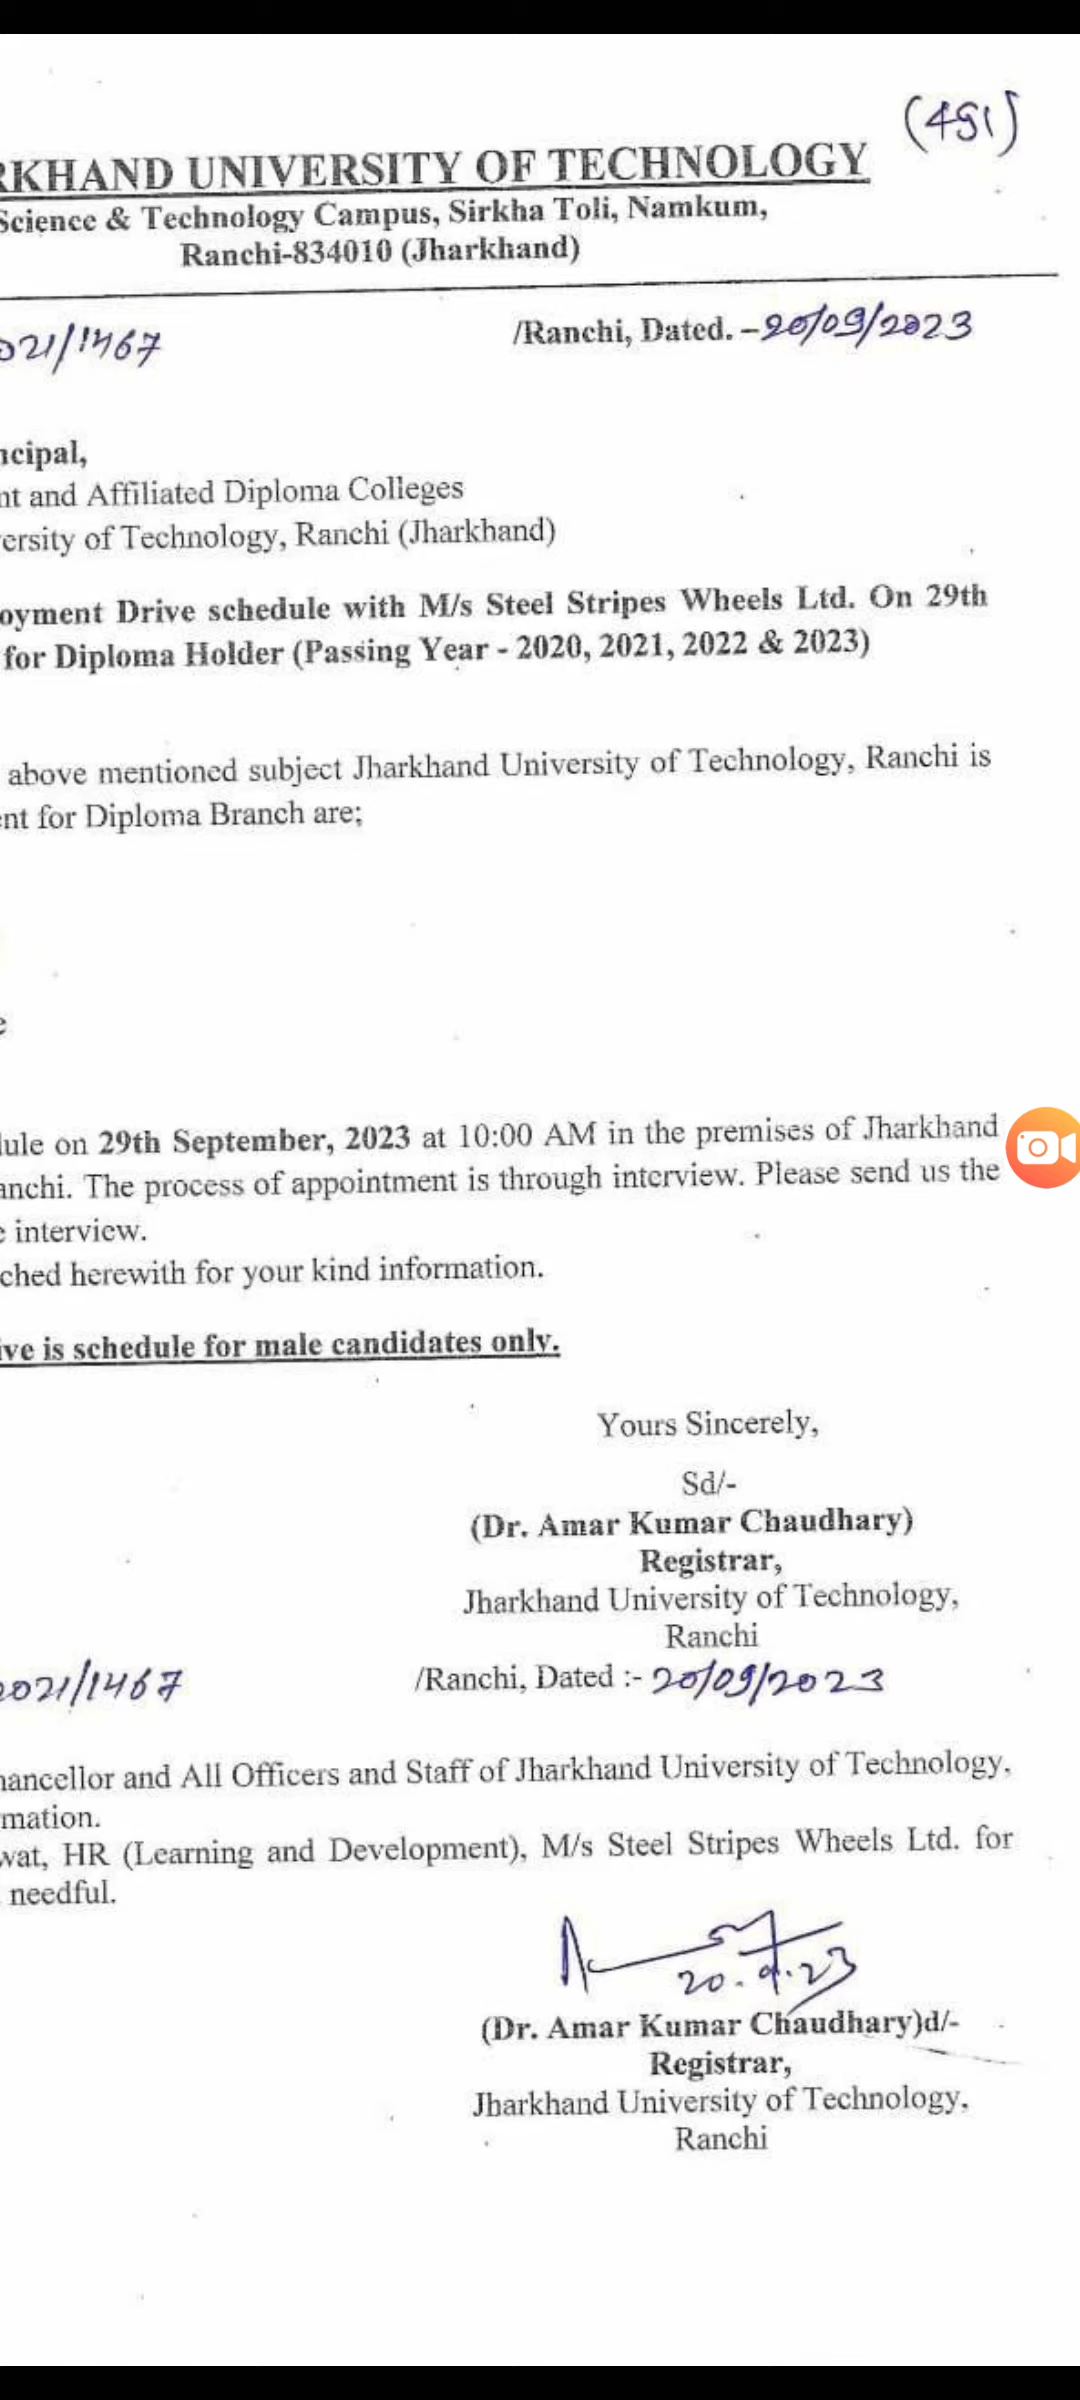 (451)
RKHAND UNIVERSITY OF TECHNOLOGY
Science & Technology Campus, Sirkha Toli, Namkum,
Ranchi-834010 (Jharkhand)
021/1467 /Ranchi, Dated. –20/09/2023
ncipal,
nt and Affiliated Diploma Colleges
ersity of Technology, Ranchi (Jharkhand)
oyment Drive schedule with M/s Steel Stripes Wheels Ltd. On 29th
for Diploma Holder (Passing Year - 2020, 2021, 2022 & 2023)
above mentioned subject Jharkhand University of Technology, Ranchi is
ent for Diploma Branch are;
e
dule on 29th September, 2023 at 10:00 AM in the premises of Jharkhand
anchi. The process of appointment is through interview. Please send us the
e interview.
ched herewith for your kind information.
ive is schedule for male candidates only.
Yours Sincerely,
Sd/-
(Dr. Amar Kumar Chaudhary)
Registrar,
Jharkhand University of Technology,
Ranchi
2021/1467 /Ranchi, Dated :- 20/09/2023
hancellor and All Officers and Staff of Jharkhand University of Technology,
mation.
wat, HR (Learning and Development), M/s Steel Stripes Wheels Ltd. for
needful.
20.9.23
(Dr. Amar Kumar Chaudhary)d/-
Registrar,
Jharkhand University of Technology,
Ranchi